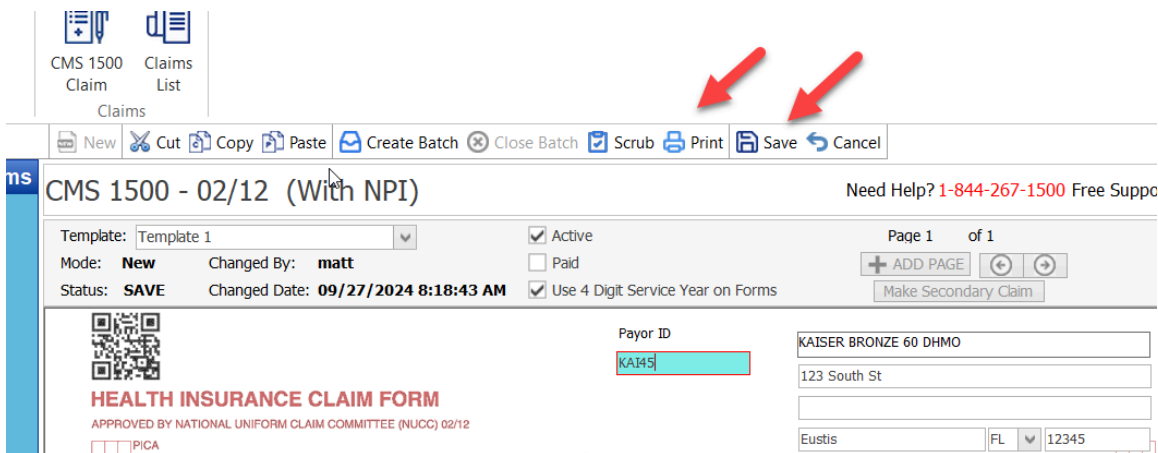 CMS 1500 Claim
Claims List
Claims
New Cut Copy Paste Create Batch Close Batch Scrub Print Save Cancel
ms
CMS 1500 - 02/12 (With NPI)
Need Help? 1-844-267-1500 Free Suppo
Template: Template 1
Active
Page 1 of 1
Mode: New Changed By: matt
Paid
ADD PAGE
Status: SAVE Changed Date: 09/27/2024 8:18:43 AM
Use 4 Digit Service Year on Forms
Make Secondary Claim
Payor ID
KAISER BRONZE 60 DHMO
KAI45
123 South St
HEALTH INSURANCE CLAIM FORM
APPROVED BY NATIONAL UNIFORM CLAIM COMMITTEE (NUCC) 02/12
PICA
Eustis FL 12345